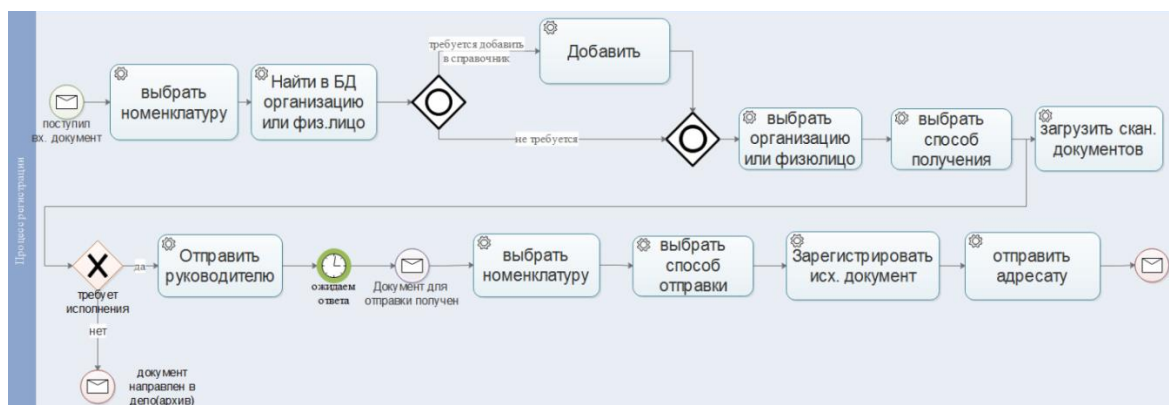 Процесс регистрации
поступил
вх. документ
выбрать
номенклатуру
Найти в БД
организацию
или физ.лицо
требуется добавить
в справочник
Добавить
не требуется
выбрать
организацию
или физюлицо
выбрать
способ
получения
загрузить скан.
документов
требует
исполнения
да
нет
документ
направлен в
дело(архив)
Отправить
руководителю
ожидаем
ответа
Документ для
отправки получен
выбрать
номенклатуру
выбрать
способ
отправки
Зарегистрировать
исх. документ
отправить
адресату